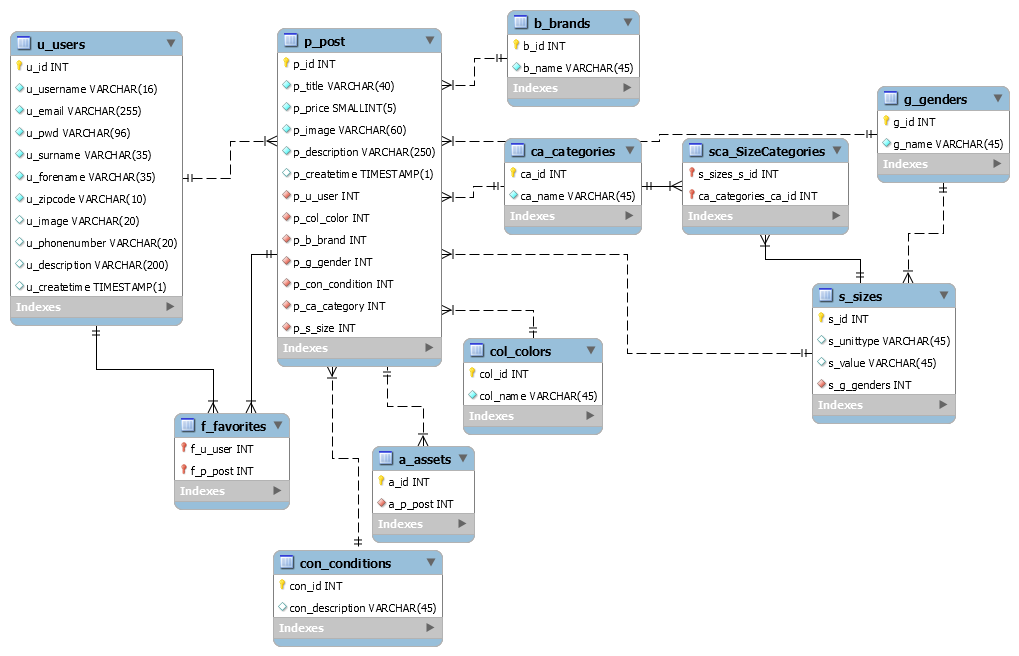 u_users
u_id INT
u_username VARCHAR(16)
u_email VARCHAR(255)
u_pwd VARCHAR(96)
u_surname VARCHAR(35)
u_forename VARCHAR(35)
u_zipcode VARCHAR(10)
u_image VARCHAR(20)
u_phonenumber VARCHAR(20)
u_description VARCHAR(200)
u_createtime TIMESTAMP(1)
Indexes
p_post
p_id INT
p_title VARCHAR(40)
p_price SMALLINT(5)
p_image VARCHAR(60)
p_description VARCHAR(250)
p_createtime TIMESTAMP(1)
p_u_user INT
p_col_color INT
p_b_brand INT
p_g_gender INT
p_con_condition INT
p_ca_category INT
p_s_size INT
Indexes
b_brands
b_id INT
b_name VARCHAR(45)
Indexes
g_genders
g_id INT
g_name VARCHAR(45)
Indexes
ca_categories
ca_id INT
ca_name VARCHAR(45)
Indexes
sca_SizeCategories
s_sizes_s_id INT
ca_categories_ca_id INT
Indexes
s_sizes
s_id INT
s_unittype VARCHAR(45)
s_value VARCHAR(45)
s_g_genders INT
Indexes
col_colors
col_id INT
col_name VARCHAR(45)
Indexes
f_favorites
f_u_user INT
f_p_post INT
Indexes
a_assets
a_id INT
a_p_post INT
Indexes
con_conditions
con_id INT
con_description VARCHAR(45)
Indexes